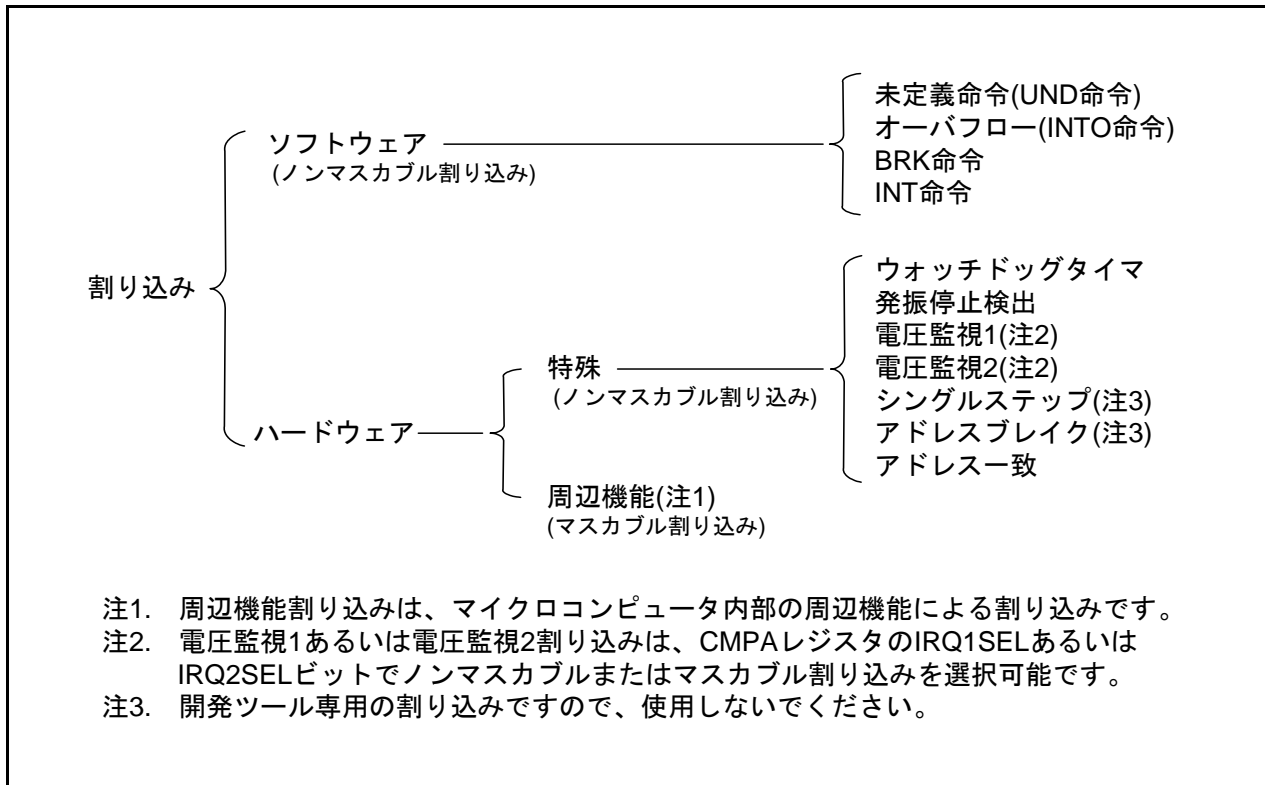 未定義命令(UND命令)
オーバフロー(INTO命令)
BRK命令
INT命令
ソフトウェア
(ノンマスカブル割り込み)
割り込み
ウォッチドッグタイマ
発振停止検出
電圧監視1(注2)
電圧監視2(注2)
シングルステップ(注3)
アドレスブレイク(注3)
アドレス一致
特殊
(ノンマスカブル割り込み)
ハードウェア
周辺機能(注1)
(マスカブル割り込み)
注1. 周辺機能割り込みは、マイクロコンピュータ内部の周辺機能による割り込みです。
注2. 電圧監視1あるいは電圧監視2割り込みは、CMPAレジスタのIRQ1SELあるいは
IRQ2SELビットでノンマスカブルまたはマスカブル割り込みを選択可能です。
注3. 開発ツール専用の割り込みですので、使用しないでください。